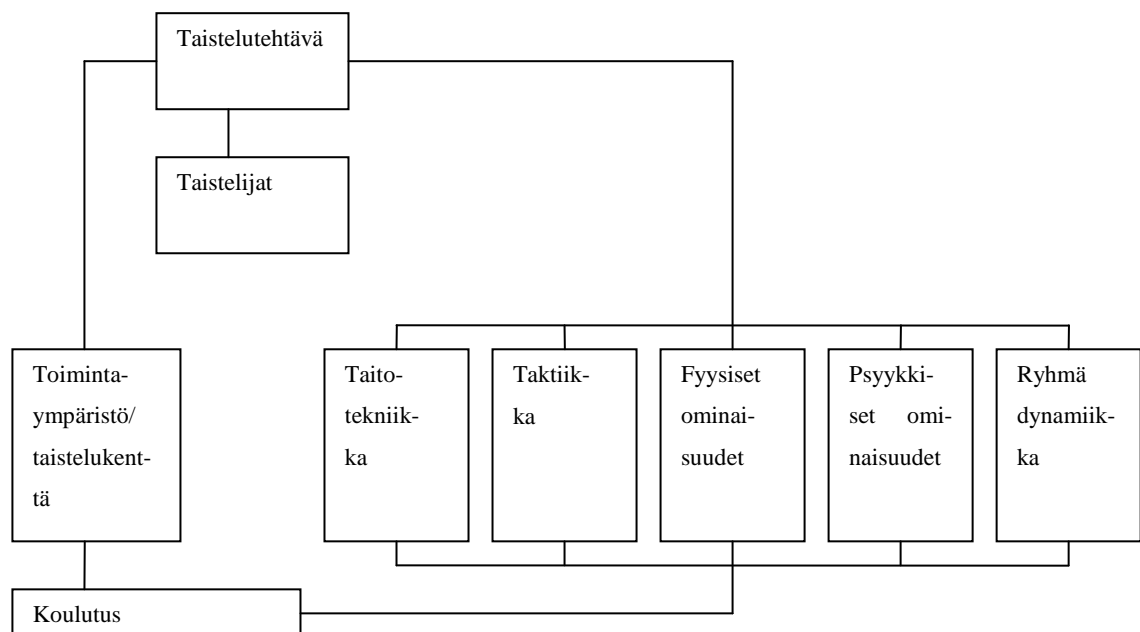 Taistelutehtävä
Taistelijat
Toiminta-
ympäristö/
taistelukent-
tä
Taito-
tekniik-
ka
Taktiik-
ka
Fyysiset
ominai-
suudet
Psyykki-
set omi-
naisuudet
Ryhmä
dynamiik-
ka
Koulutus